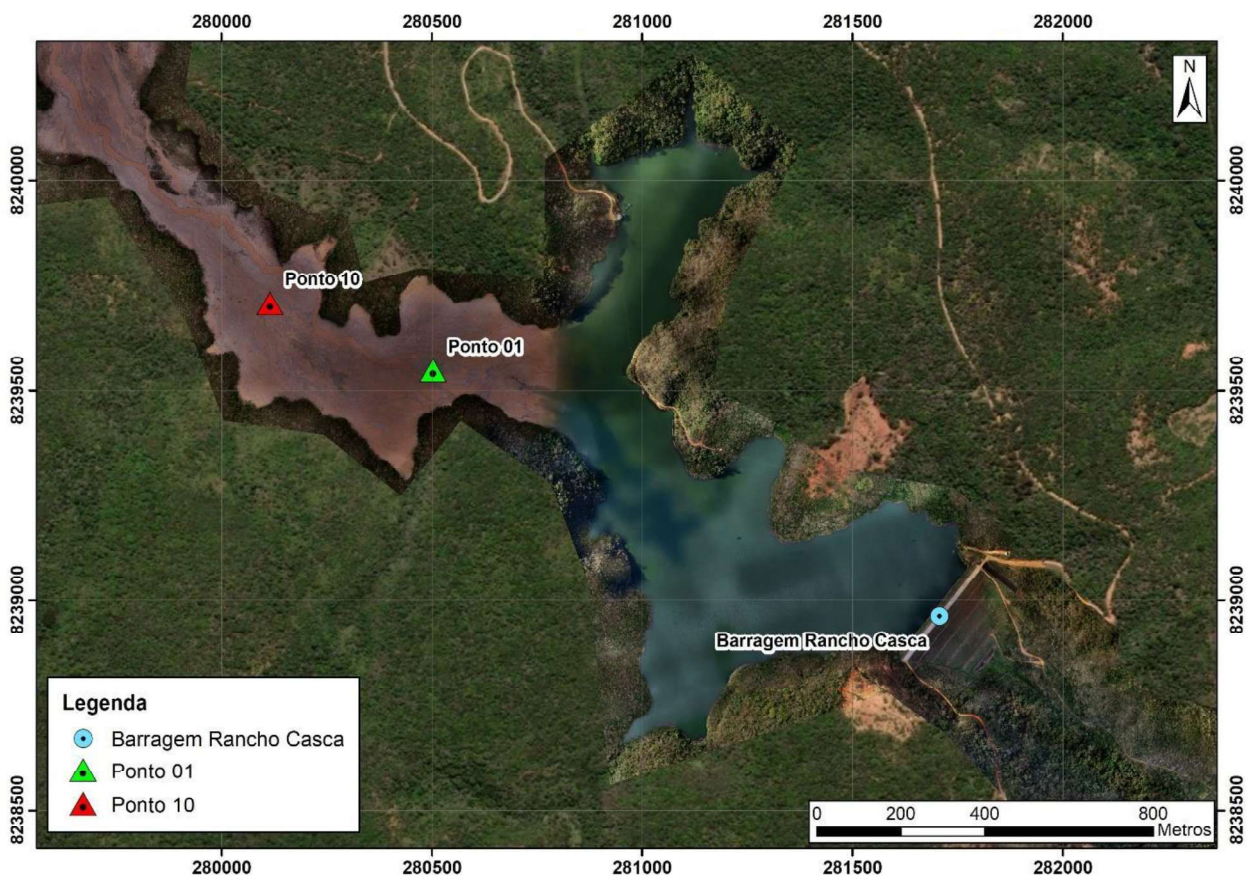 280000 280500 281000 281500 282000
N
8240000 8240000
Ponto 10
Ponto 01
8239500 8239500
8239000 8239000
Barragem Rancho Casca
Legenda
Barragem Rancho Casca
Ponto 01
Ponto 10
8238500 8238500
0 200 400 800
Metros
280000 280500 281000 281500 282000